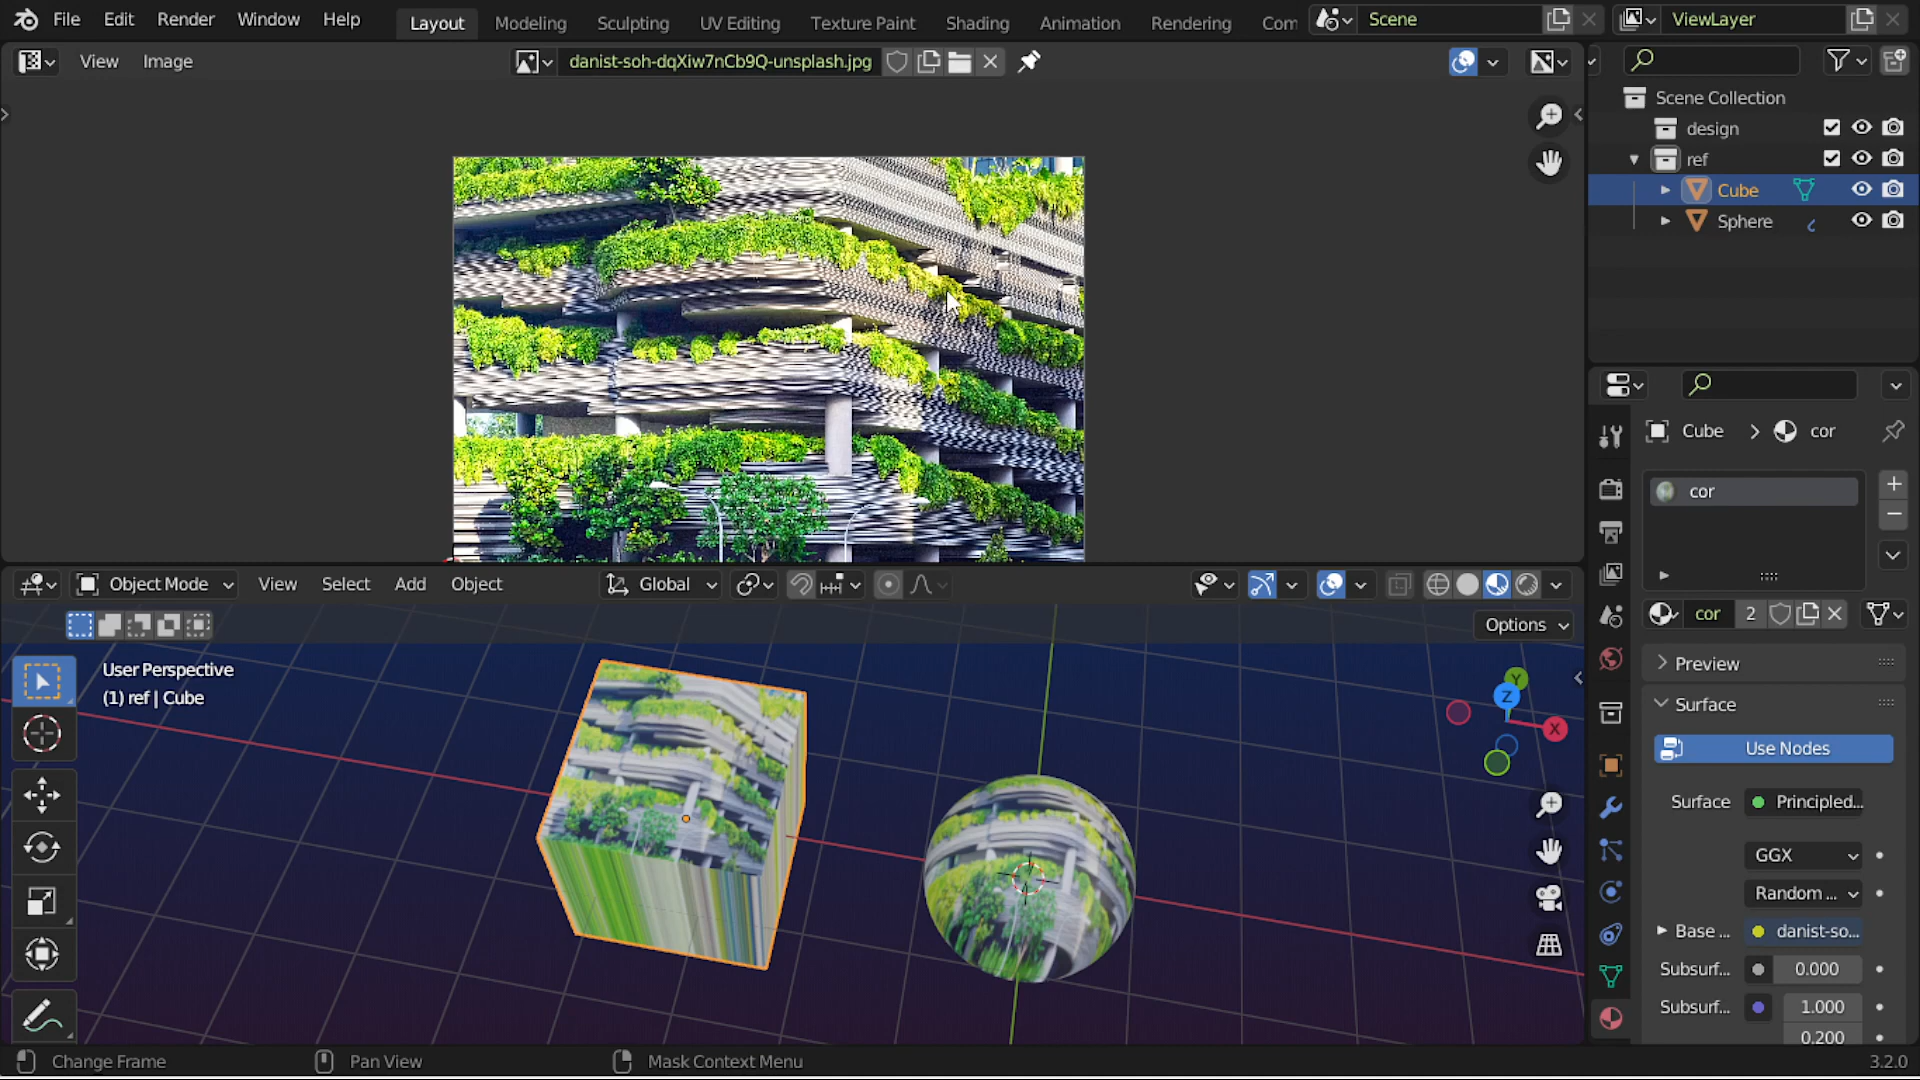 File Edit Render Window Help Layout Modeling Sculpting UV Editing Texture Paint Shading Animation Rendering Com Scene ViewLayer
View Image danist-soh-dqXiw7nCb9Q-unsplash.jpg
Scene Collection
design
ref
Cube
Sphere
Cube > cor
cor
Object Mode View Select Add Object Global
cor 2
Options
User Perspective
(1) ref | Cube
Y
Z
X
Preview
Surface
Use Nodes
Surface Principled...
GGX
Random ...
Base ... danist-so...
Subsurf... 0.000
Subsurf... 1.000
0.200
Change Frame Pan View Mask Context Menu 3.2.0